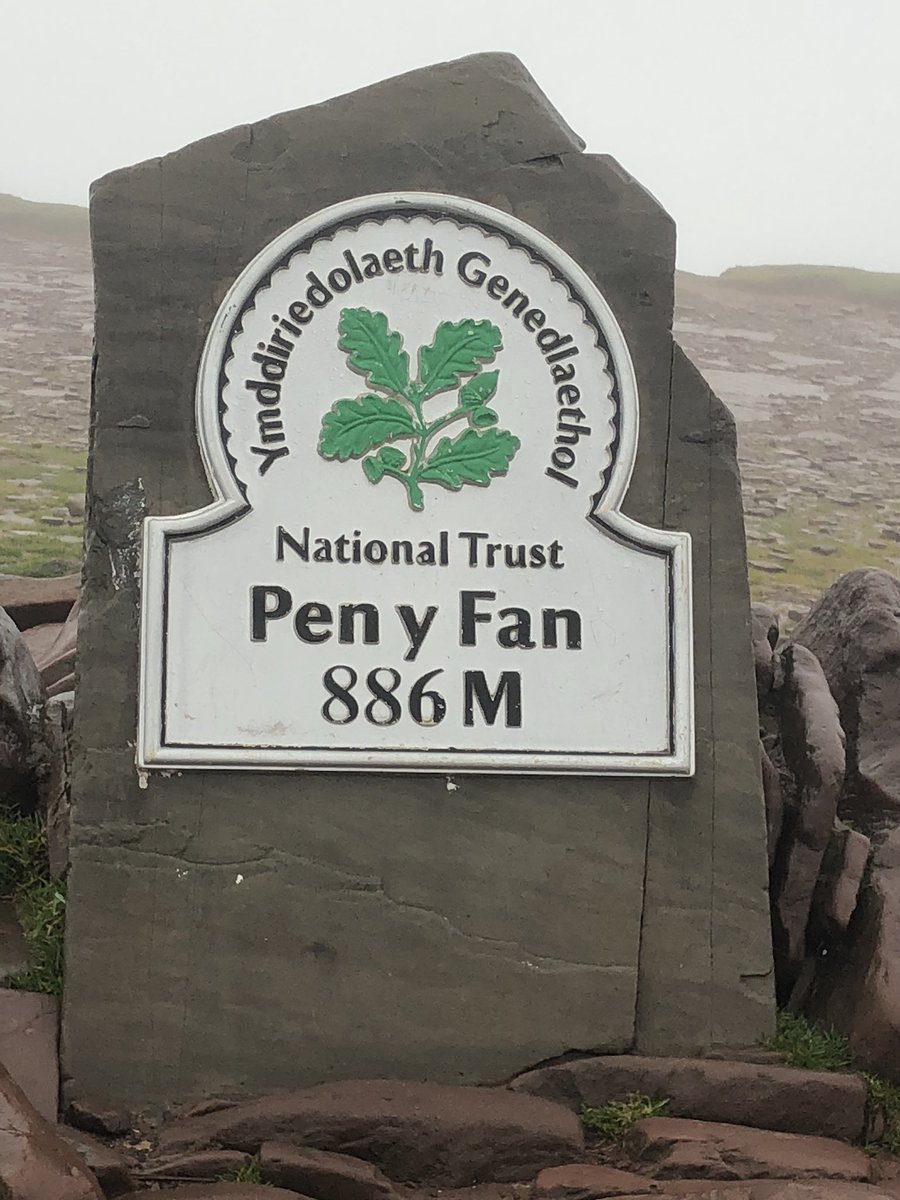 Ymddiriedolaeth Genedlaethol
National Trust
Pen y Fan
886 M